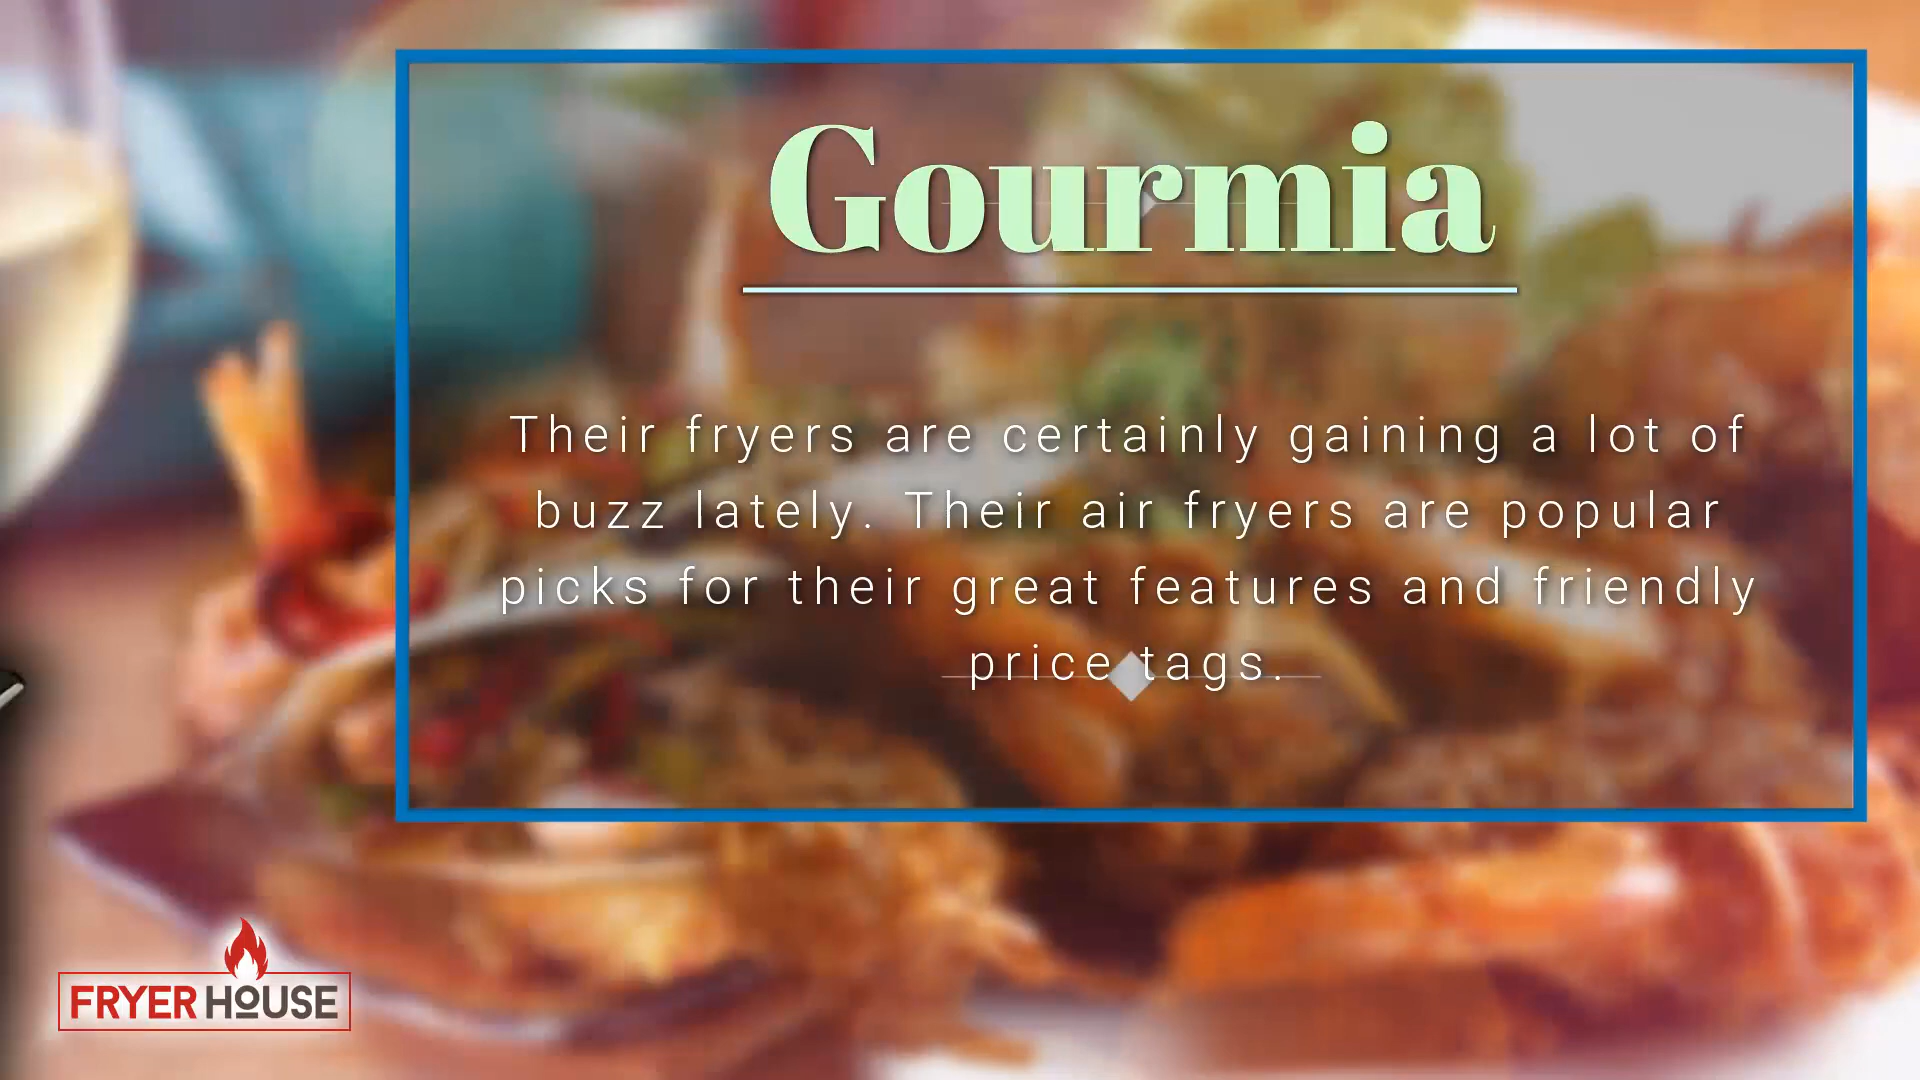 Gourmia
Their fryers are certainly gaining a lot of
buzz lately. Their air fryers are popular
picks for their great features and friendly
price tags.
FRYER HOUSE